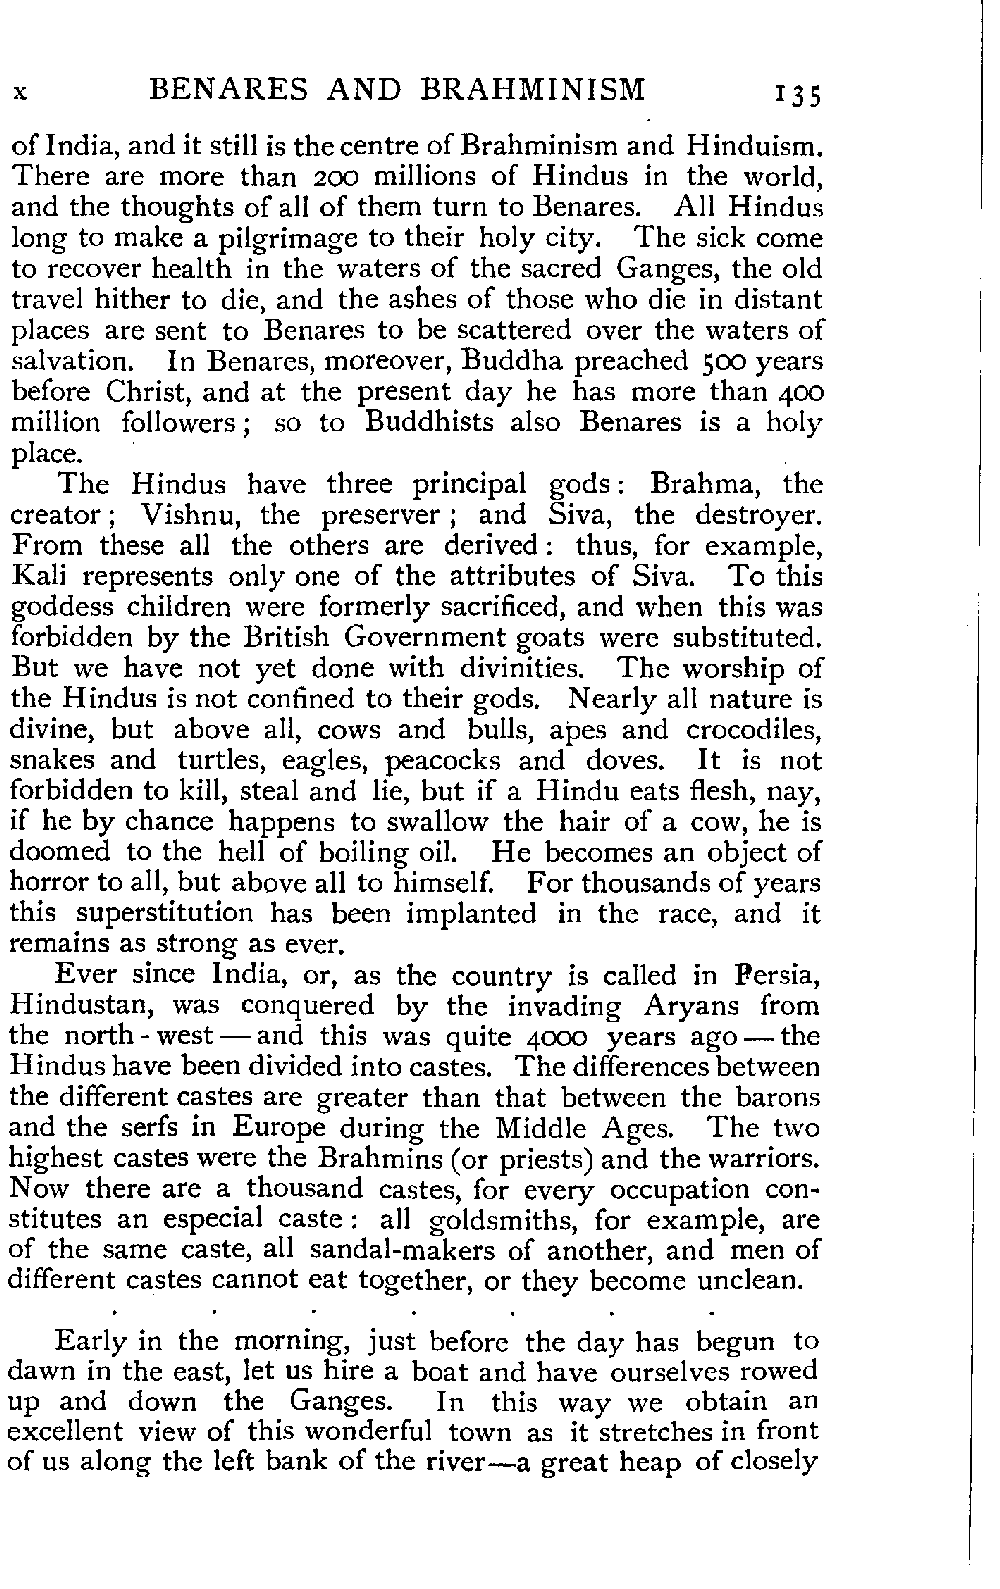 x BENARES AND BRAHMINISM 135
of India, and it still is the centre of Brahminism and Hinduism.
There are more than 200 millions of Hindus in the world,
and the thoughts of all of them turn to Benares. All Hindus
long to make a pilgrimage to their holy city. The sick come
to recover health in the waters of the sacred Ganges, the old
travel hither to die, and the ashes of those who die in distant
places are sent to Benares to be scattered over the waters of
salvation. In Benares, moreover, Buddha preached 500 years
before Christ, and at the present day he has more than 400
million followers; so to Buddhists also Benares is a holy
place.
The Hindus have three principal gods: Brahma, the
creator; Vishnu, the preserver; and Siva, the destroyer.
From these all the others are derived: thus, for example,
Kali represents only one of the attributes of Siva. To this
goddess children were formerly sacrificed, and when this was
forbidden by the British Government goats were substituted.
But we have not yet done with divinities. The worship of
the Hindus is not confined to their gods. Nearly all nature is
divine, but above all, cows and bulls, apes and crocodiles,
snakes and turtles, eagles, peacocks and doves. It is not
forbidden to kill, steal and lie, but if a Hindu eats flesh, nay,
if he by chance happens to swallow the hair of a cow, he is
doomed to the hell of boiling oil. He becomes an object of
horror to all, but above all to himself. For thousands of years
this superstitution has been implanted in the race, and it
remains as strong as ever.
Ever since India, or, as the country is called in Persia,
Hindustan, was conquered by the invading Aryans from
the north-west—and this was quite 4000 years ago—the
Hindus have been divided into castes. The differences between
the different castes are greater than that between the barons
and the serfs in Europe during the Middle Ages. The two
highest castes were the Brahmins (or priests) and the warriors.
Now there are a thousand castes, for every occupation con-
stitutes an especial caste: all goldsmiths, for example, are
of the same caste, all sandal-makers of another, and men of
different castes cannot eat together, or they become unclean.
. . . . . . .
Early in the morning, just before the day has begun to
dawn in the east, let us hire a boat and have ourselves rowed
up and down the Ganges. In this way we obtain an
excellent view of this wonderful town as it stretches in front
of us along the left bank of the river—a great heap of closely